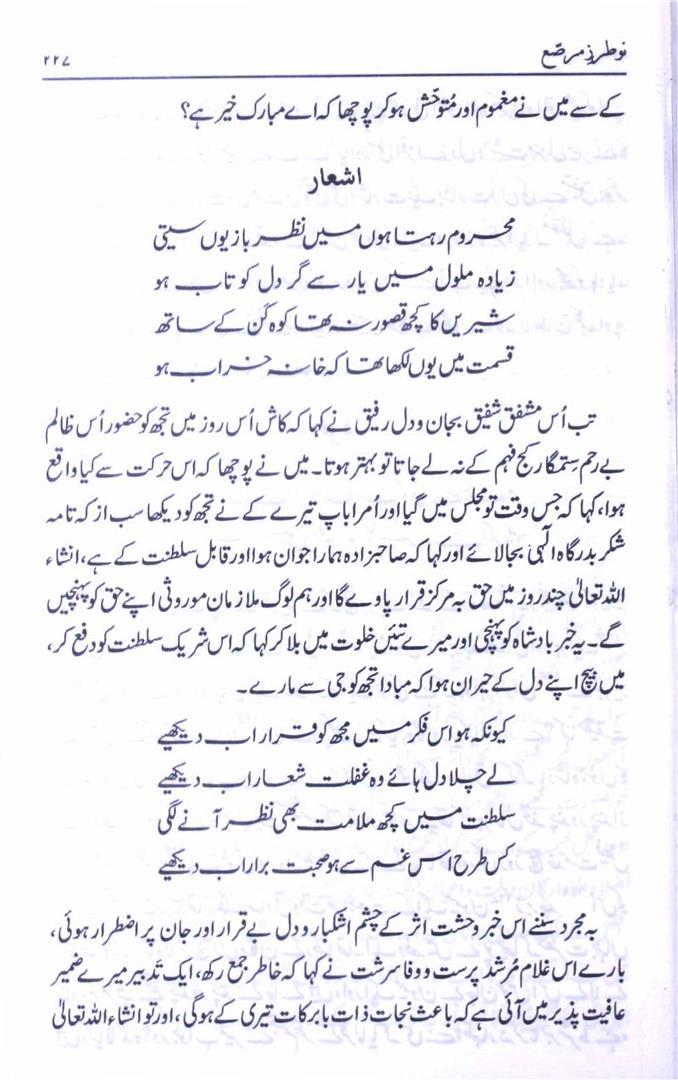 نو طرزِ مرصّع
۲۲۷
کے سے میں نے مغموم اور مُتوحّش ہو کر پوچھا کہ اے مبارک خیر ہے؟
اشعار
محروم رہتا ہوں میں نظر بازیوں سیتی
زیادہ ملول میں یار سے گر دل کو تاب ہو
شیریں کا کچھ قصور نہ تھا کوہ کَن کے ساتھ
قسمت میں یوں لکھا تھا کہ خانہ خراب ہو
تب اُس مشفق شفیق بجان و دل رفیق نے کہا کہ کاش اُس روز میں تجھ کو حضور اُس ظالم
بے رحم ستمگار کج فہم کے نہ لے جاتا تو بہتر ہوتا۔ میں نے پوچھا کہ اس حرکت سے کیا واقع
ہوا، کہا کہ جس وقت تو مجلس میں گیا اور اُمرا باپ تیرے کے نے تجھ کو دیکھا سب از کہ تامہ
شکر بدرگاہ الٰہی بجا لائے اور کہا کہ صاحبزادہ ہمارا جوان ہوا اور قابل سلطنت کے ہے، انشاء
اللہ تعالیٰ چند روز میں حق بہ مرکز قرار پاوے گا اور ہم لوگ ملازمان موروثی اپنے حق کو پہنچیں
گے۔ یہ خبر بادشاہ کو پہنچی اور میرے تئیں خلوت میں بلا کر کہا کہ اس شریک سلطنت کو دفع کر،
میں بیچ اپنے دل کے حیران ہوا کہ مبادا تجھ کو جی سے مارے۔
کیونکہ ہو اس فکر میں مجھ کو قرار اب دیکھیے
لے چلا دل ہائے وہ غفلت شعار اب دیکھیے
سلطنت میں کچھ ملامت بھی نظر آنے لگی
کس طرح اس غم سے ہو صحبت برار اب دیکھیے
بہ مجرد سننے اس خبر وحشت اثر کے چشم اشکبار و دل بے قرار اور جان پر اضطرار ہوئی،
بارے اس غلام مُرشد پرست و وفا سرشت نے کہا کہ خاطر جمع رکھ، ایک تدبیر میرے ضمیر
عافیت پذیر میں آئی ہے کہ باعث نجات ذات بابرکات تیری کے ہوگی، اور تو انشاء اللہ تعالیٰ